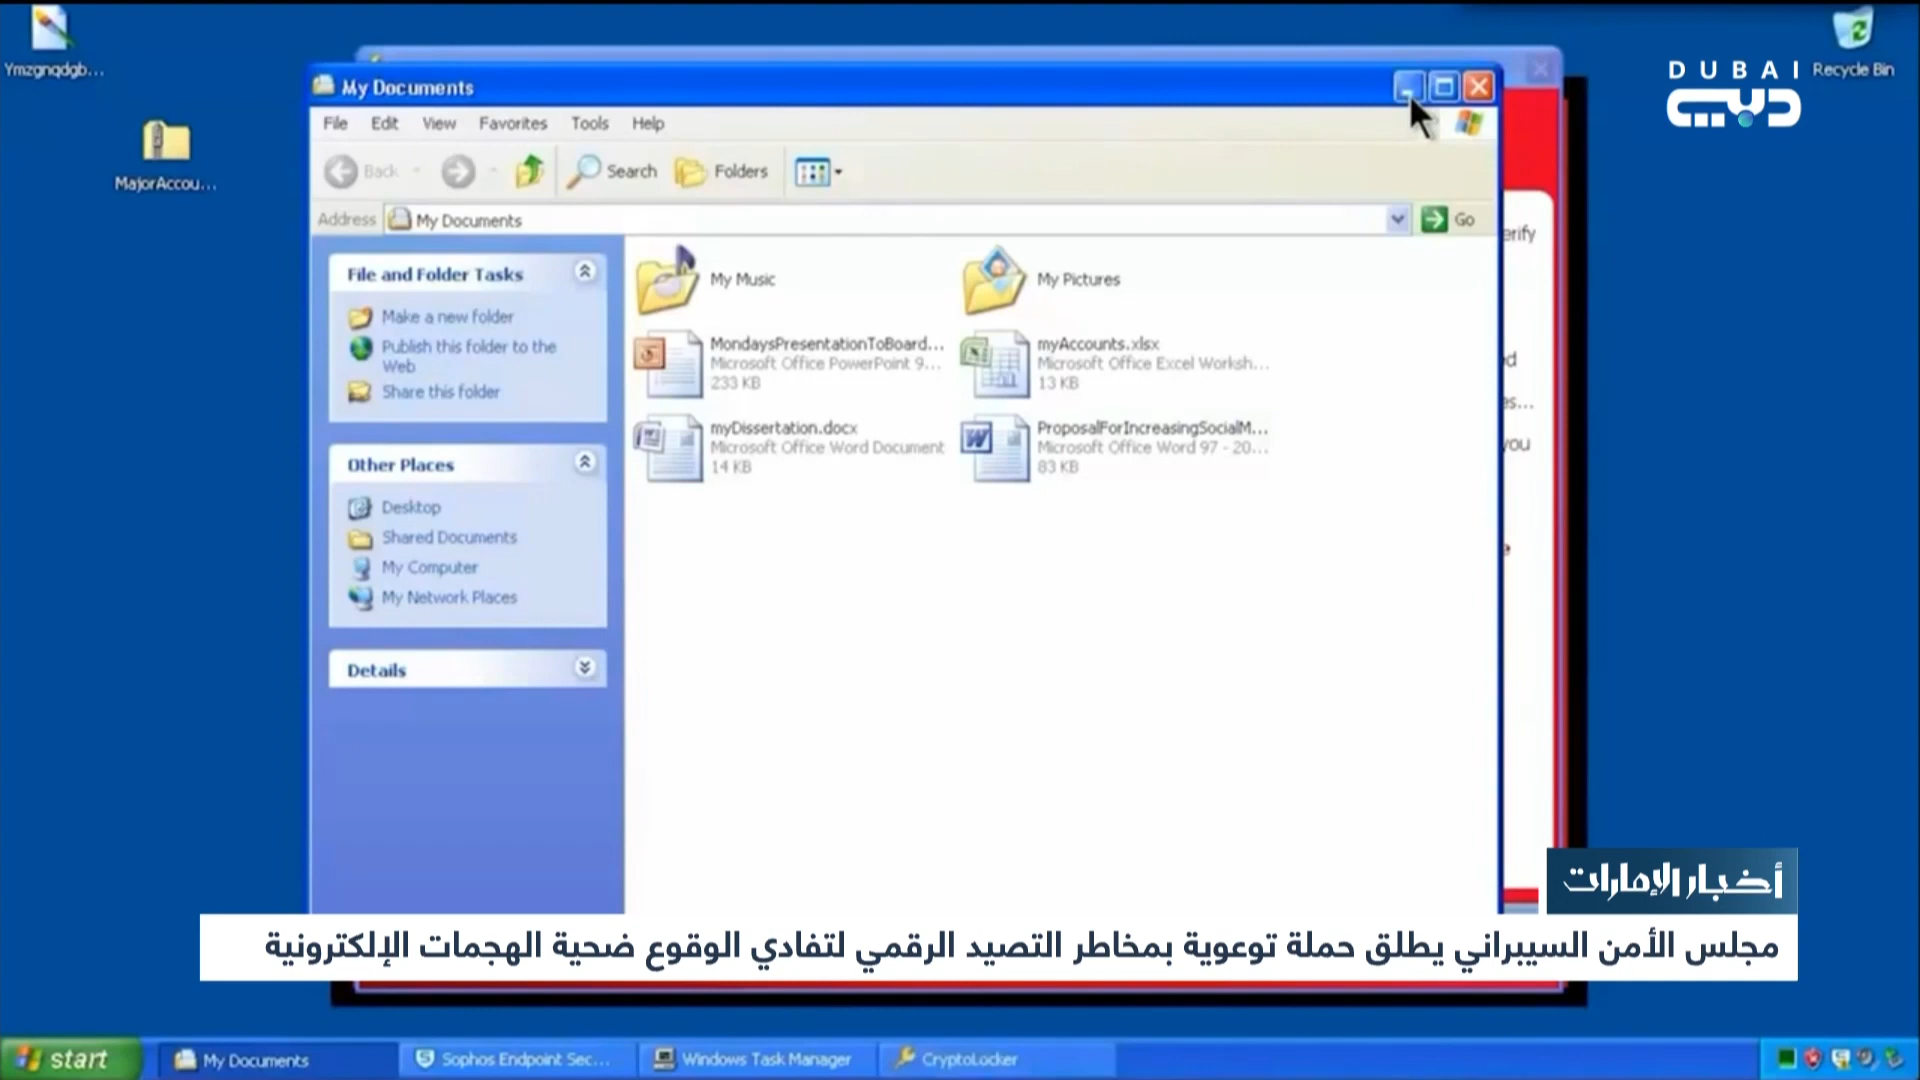 Ymzgnqdgb...
MajorAccou...
Recycle Bin
DUBAI
دبي
My Documents
File Edit View Favorites Tools Help
Back Search Folders
Address My Documents Go
File and Folder Tasks
Make a new folder
Publish this folder to the
Web
Share this folder
Other Places
Desktop
Shared Documents
My Computer
My Network Places
Details
My Music
My Pictures
MondaysPresentationToBoard...
Microsoft Office PowerPoint 9...
233 KB
myAccounts.xlsx
Microsoft Office Excel Worksh...
13 KB
myDissertation.docx
Microsoft Office Word Document
14 KB
ProposalForIncreasingSocialM...
Microsoft Office Word 97 - 20...
83 KB
erify
es...
you
أخبار الإمارات
مجلس الأمن السيبراني يطلق حملة توعوية بمخاطر التصيد الرقمي لتفادي الوقوع ضحية الهجمات الإلكترونية
start My Documents Sophos Endpoint Sec... Windows Task Manager CryptoLocker